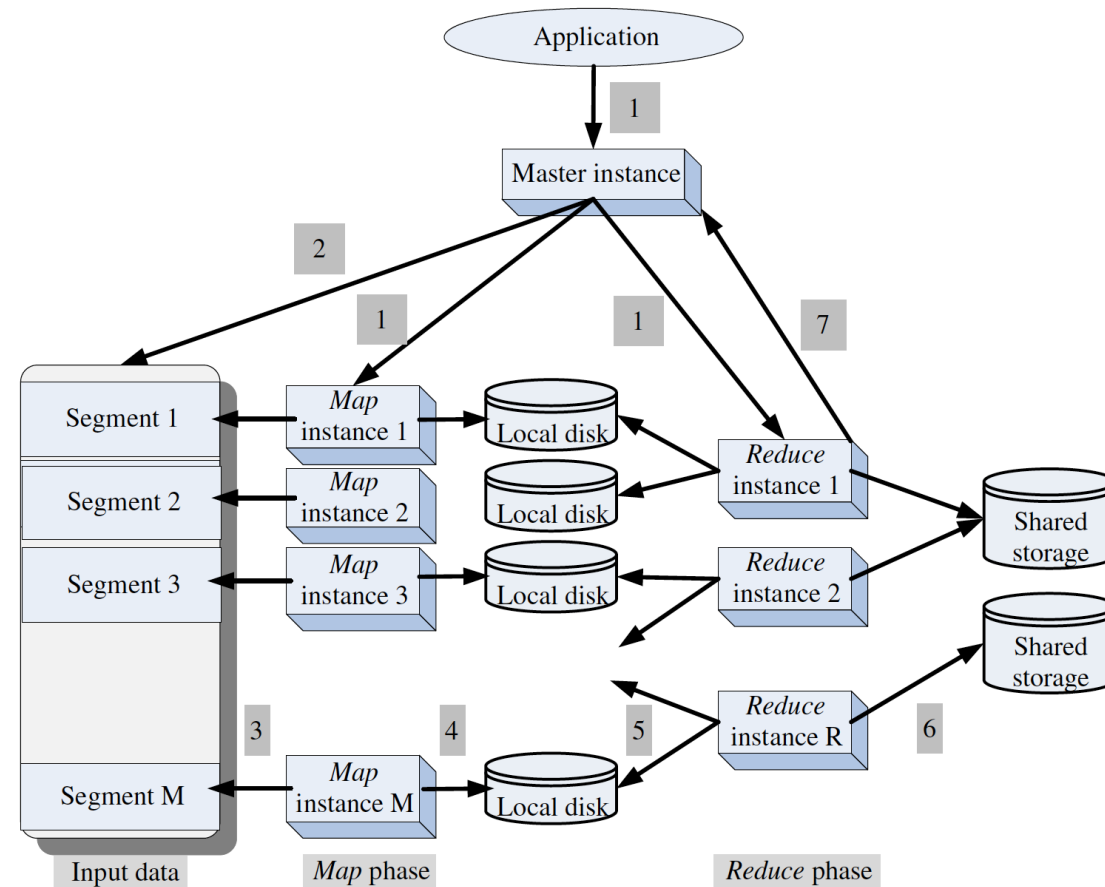 Application
1
Master instance
2
1
1
7
Segment 1
Map
instance 1
Local disk
Reduce
instance 1
Segment 2
Map
instance 2
Local disk
Shared
storage
Segment 3
Map
instance 3
Local disk
Reduce
instance 2
Shared
storage
3
4
5
Reduce
instance R
6
Segment M
Map
instance M
Local disk
Input data
Map phase
Reduce phase